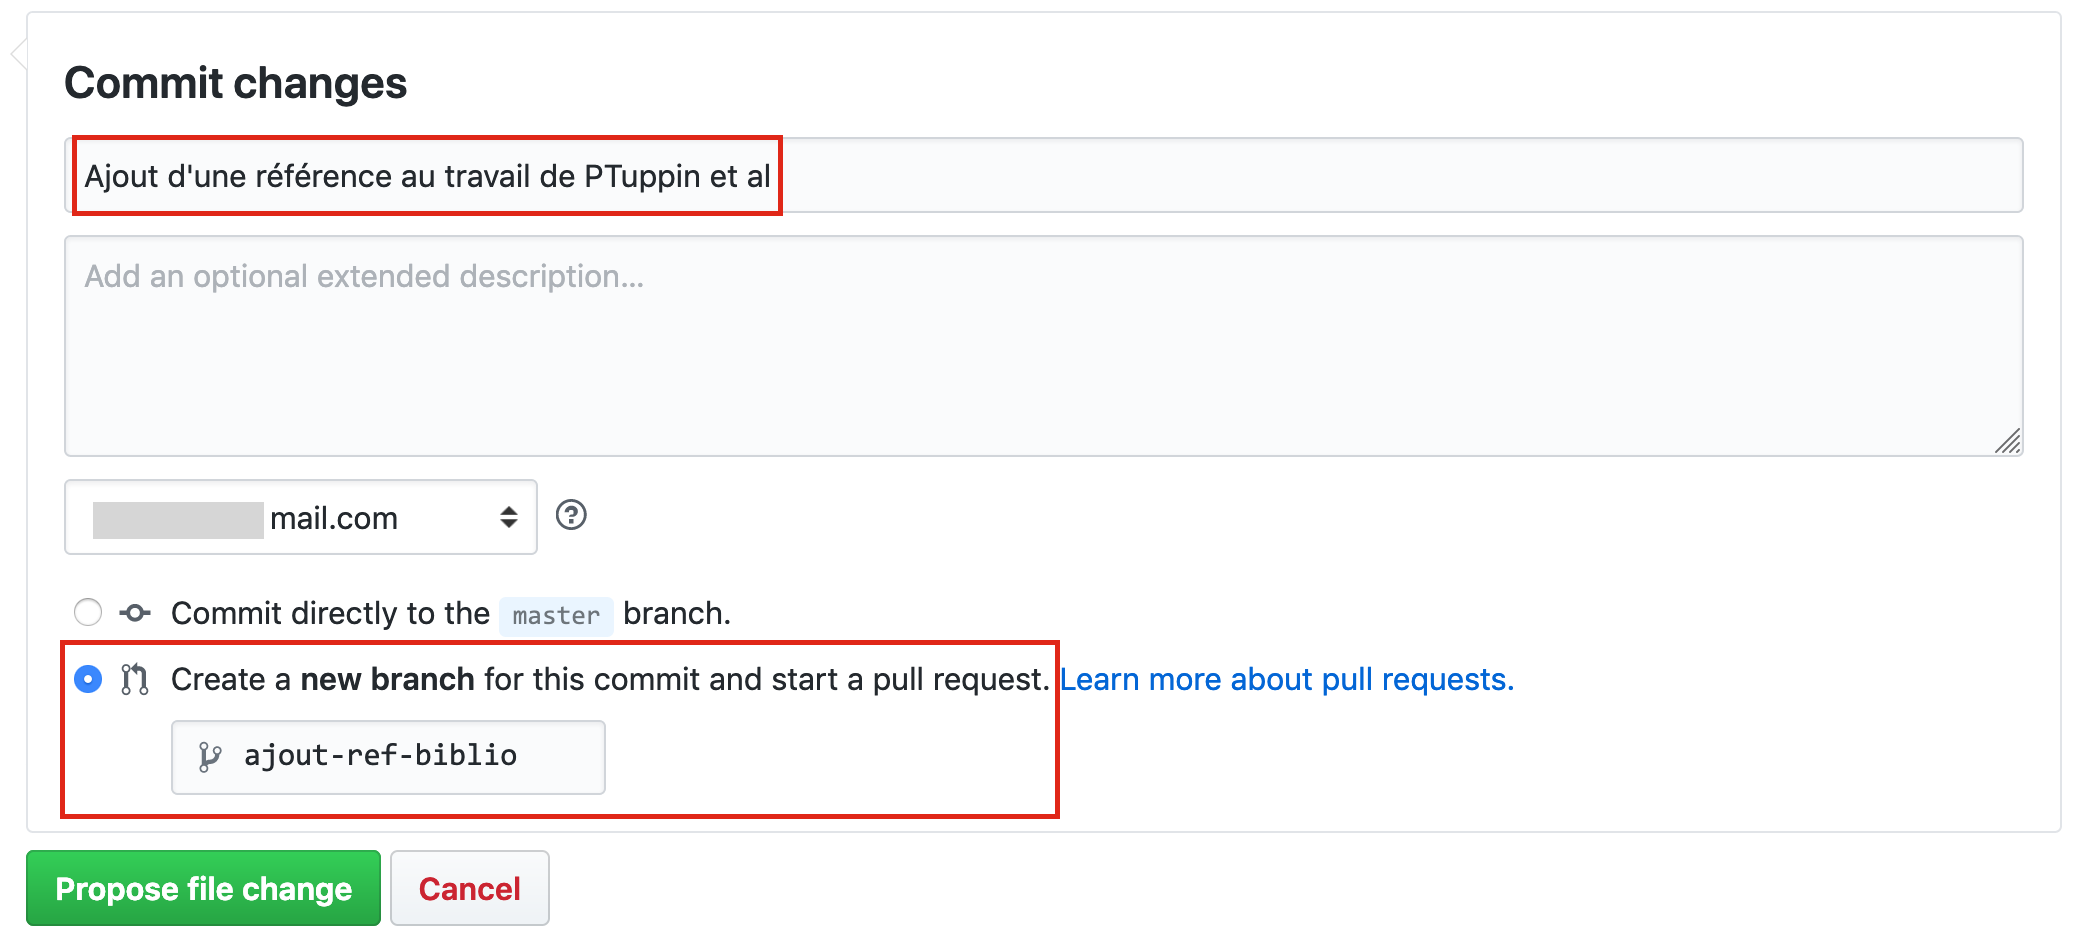 Commit changes
Ajout d'une référence au travail de PTuppin et al
Add an optional extended description...
mail.com
Commit directly to the master branch.
Create a new branch for this commit and start a pull request. Learn more about pull requests.
ajout-ref-biblio
Propose file change Cancel